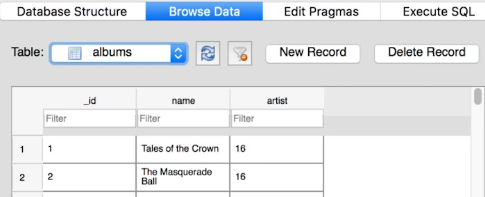 Database Structure Browse Data Edit Pragmas Execute SQL
Table: albums New Record Delete Record
_id name artist
Filter Filter Filter
1 1 Tales of the Crown 16
2 2 The Masquerade 16
Ball